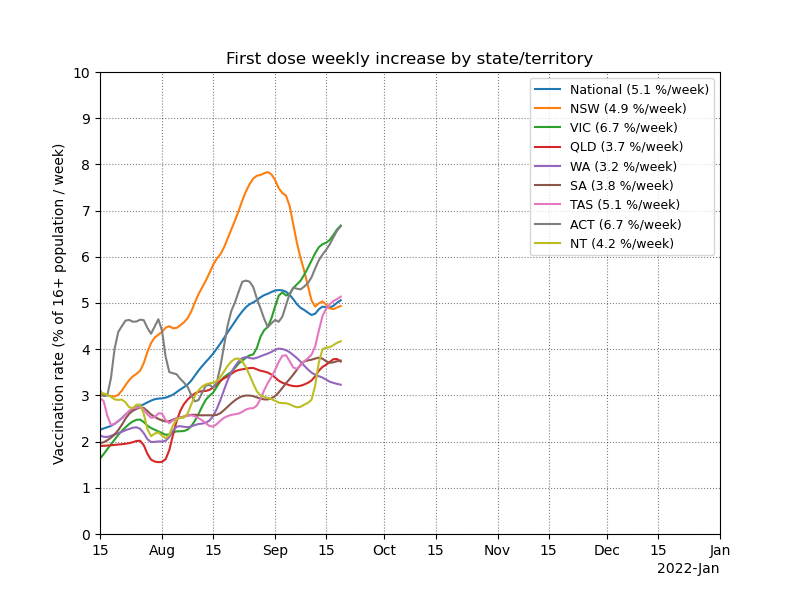 First dose weekly increase by state/territory
Vaccination rate (% of 16+ population / week)
10
9
8
7
6
5
4
3
2
1
0
National (5.1 %/week)
NSW (4.9 %/week)
VIC (6.7 %/week)
QLD (3.7 %/week)
WA (3.2 %/week)
SA (3.8 %/week)
TAS (5.1 %/week)
ACT (6.7 %/week)
NT (4.2 %/week)
15 Aug 15 Sep 15 Oct 15 Nov 15 Dec 15 Jan
2022-Jan